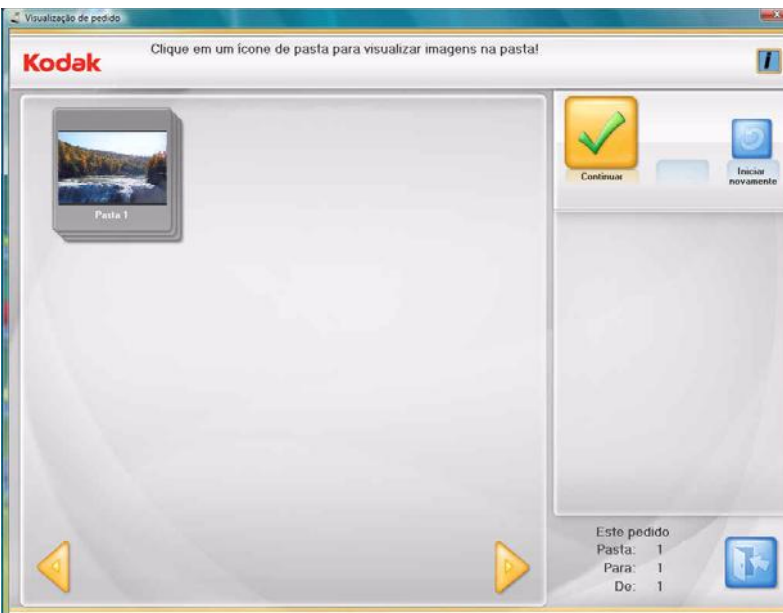 Visualização de pedido
Kodak
Clique em um ícone de pasta para visualizar imagens na pasta!
i
Pasta 1
Continuar
Iniciar
novamente
Este pedido
Pasta: 1
Para: 1
De: 1